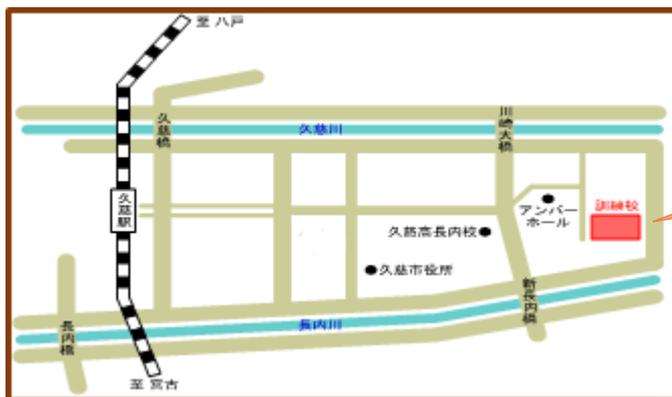 至 八戸
久慈橋
久慈川
川崎大橋
久慈駅
訓練校
アンバー
ホール
久慈高長内校
久慈市役所
新長内橋
長内川
長内橋
至 宮古